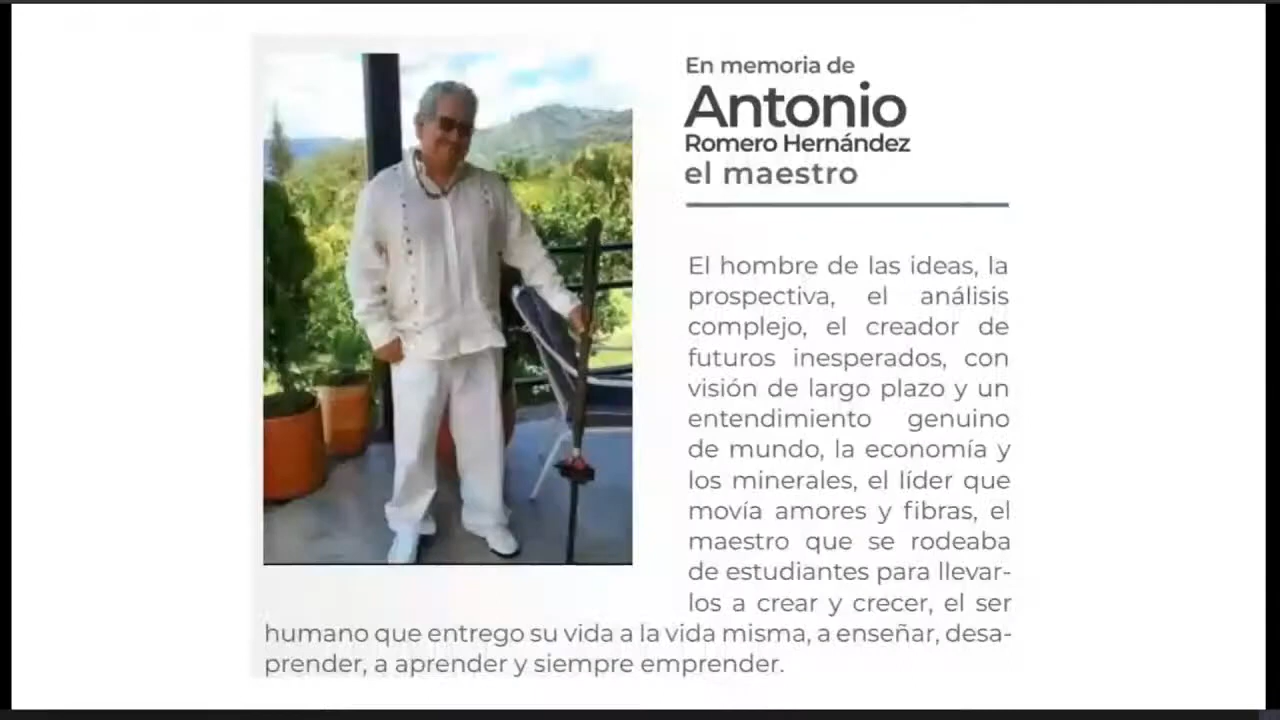 En memoria de
Antonio
Romero Hernández
el maestro
El hombre de las ideas, la
prospectiva, el análisis
complejo, el creador de
futuros inesperados, con
visión de largo plazo y un
entendimiento genuino
de mundo, la economía y
los minerales, el líder que
movía amores y fibras, el
maestro que se rodeaba
de estudiantes para llevar-
los a crear y crecer, el ser
humano que entrego su vida a la vida misma, a enseñar, desa-
prender, a aprender y siempre emprender.